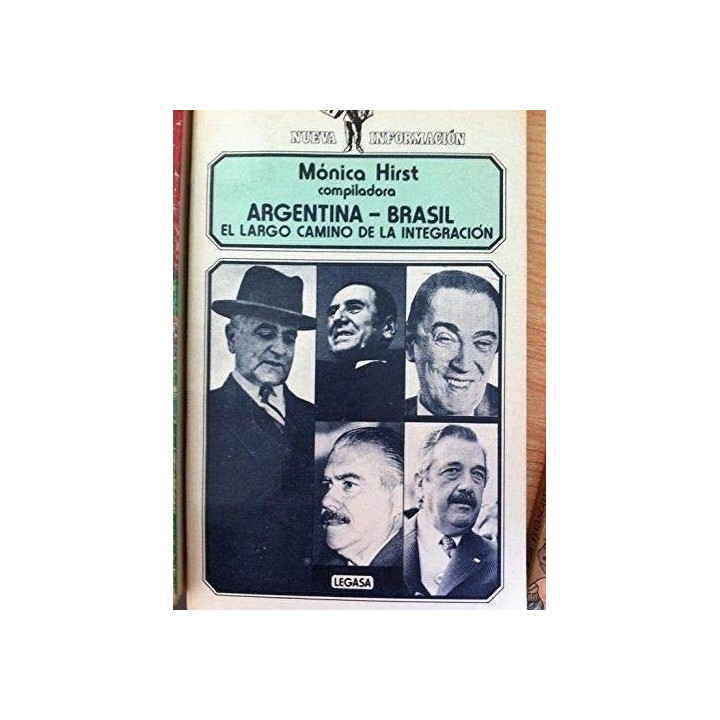 NUEVA INFORMACIÓN
Mónica Hirst
compiladora
ARGENTINA – BRASIL
EL LARGO CAMINO DE LA INTEGRACIÓN
LEGASA